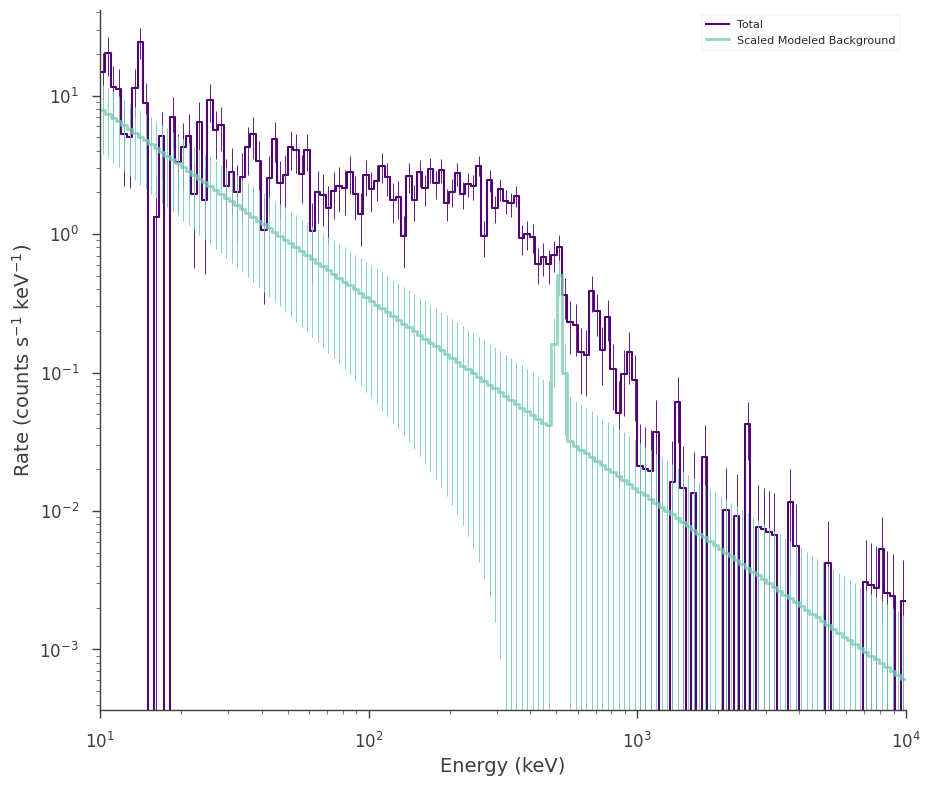 Total
Scaled Modeled Background
10^1
10^0
10^-1
10^-2
10^-3
Rate (counts s^-1 keV^-1)
10^1 10^2 10^3 10^4
Energy (keV)